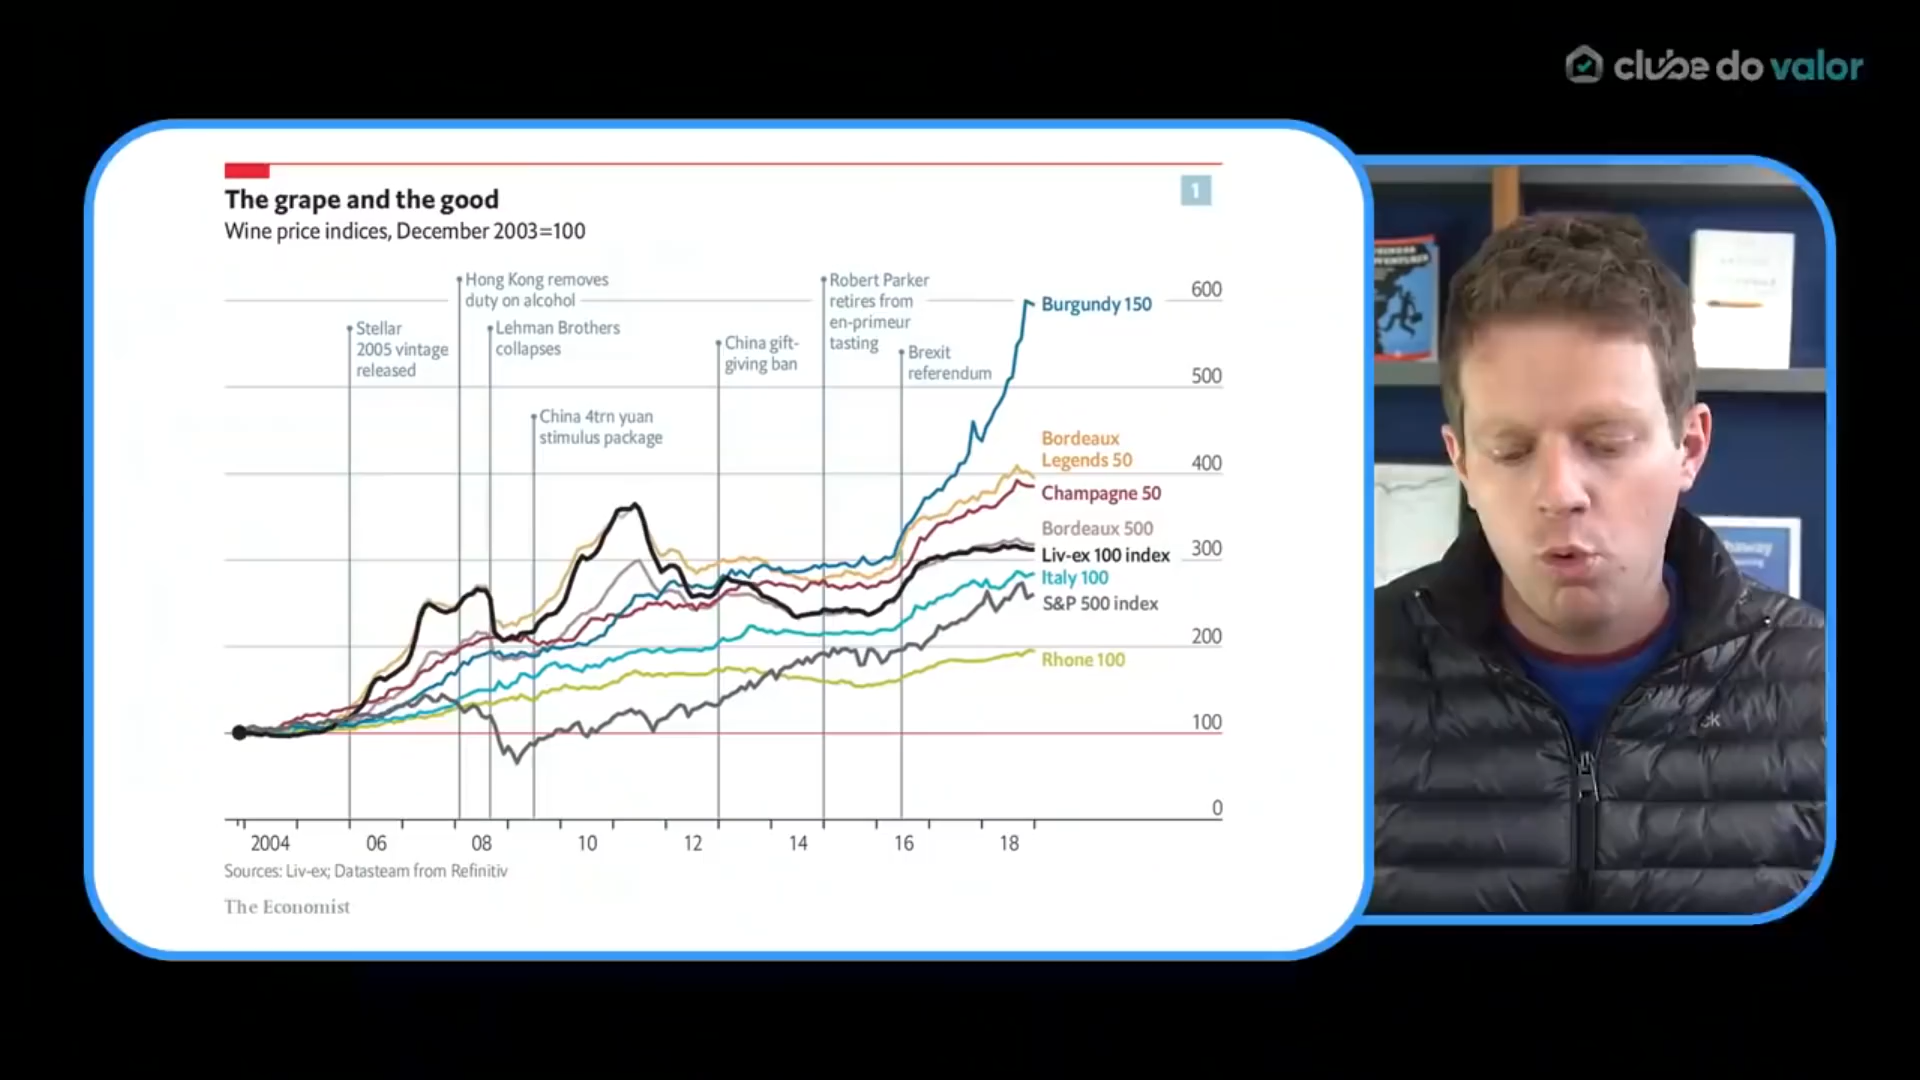 clube do valor
The grape and the good
1
Wine price indices, December 2003=100
Hong Kong removes
duty on alcohol
Robert Parker
retires from
en-primeur
tasting
Stellar
2005 vintage
released
Lehman Brothers
collapses
China gift-
giving ban
Brexit
referendum
China 4trn yuan
stimulus package
Burgundy 150
Bordeaux
Legends 50
Champagne 50
Bordeaux 500
Liv-ex 100 index
Italy 100
S&P 500 index
Rhone 100
600
500
400
300
200
100
0
2004 06 08 10 12 14 16 18
Sources: Liv-ex; Datasteam from Refinitiv
The Economist